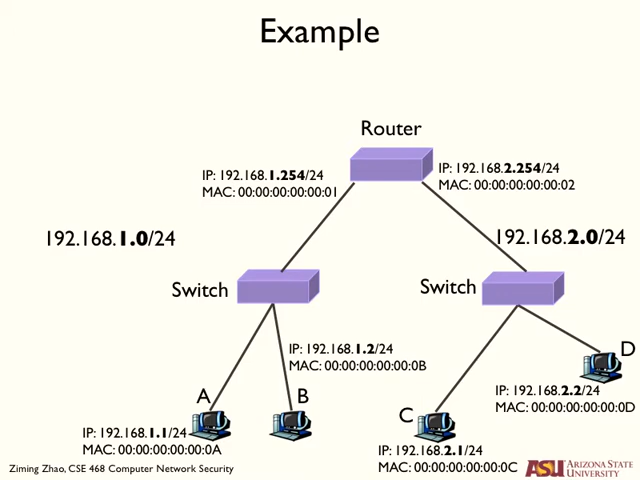 Example
Router
IP: 192.168.1.254/24
MAC: 00:00:00:00:00:01
IP: 192.168.2.254/24
MAC: 00:00:00:00:00:02
192.168.1.0/24
192.168.2.0/24
Switch
Switch
IP: 192.168.1.2/24
MAC: 00:00:00:00:00:0B
D
A
B
IP: 192.168.2.2/24
MAC: 00:00:00:00:00:0D
C
IP: 192.168.1.1/24
MAC: 00:00:00:00:00:0A
IP: 192.168.2.1/24
MAC: 00:00:00:00:00:0C
Ziming Zhao, CSE 468 Computer Network Security
ASU ARIZONA STATE
UNIVERSITY